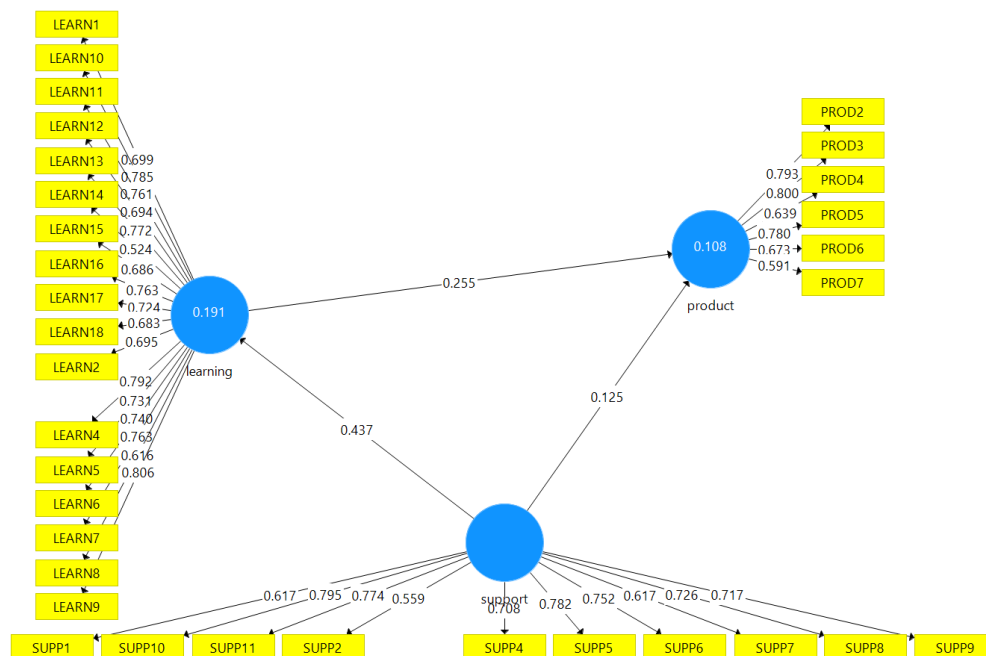 LEARN1
LEARN10
LEARN11
LEARN12
LEARN13
LEARN14
LEARN15
LEARN16
LEARN17
LEARN18
LEARN2
LEARN4
LEARN5
LEARN6
LEARN7
LEARN8
LEARN9
0.699
0.785
0.761
0.694
0.772
0.524
0.686
0.763
0.724
0.683
0.695
0.792
0.731
0.740
0.763
0.616
0.806
0.191
learning
0.255
0.437
0.125
0.108
product
0.793
0.800
0.639
0.780
0.673
0.591
PROD2
PROD3
PROD4
PROD5
PROD6
PROD7
support
0.617
0.795
0.774
0.559
0.708
0.782
0.752
0.617
0.726
0.717
SUPP1
SUPP10
SUPP11
SUPP2
SUPP4
SUPP5
SUPP6
SUPP7
SUPP8
SUPP9